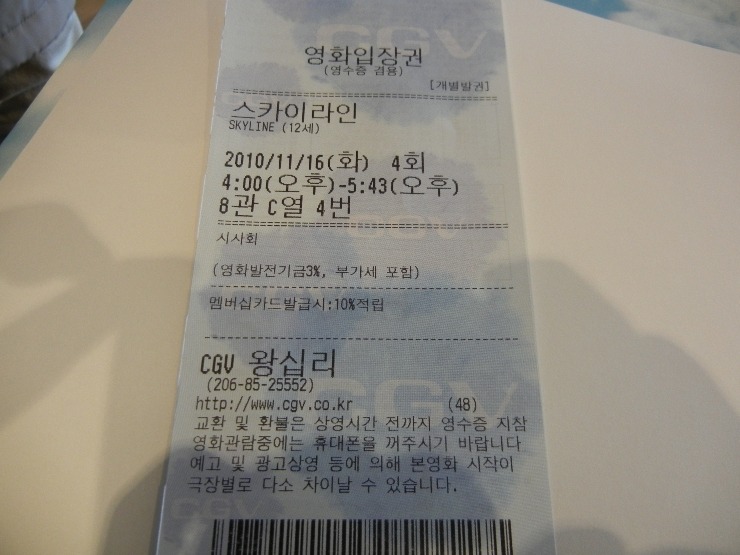 영화입장권
(영수증 겸용)
[개별발권]
스카이라인
SKYLINE (12세)
2010/11/16(화) 4회
4:00(오후)-5:43(오후)
8관 C열 4번
시사회
(영화발전기금3%, 부가세 포함)
멤버십카드발급시:10%적립
CGV 왕십리
(206-85-25552)
http://www.cgv.co.kr (48)
교환 및 환불은 상영시간 전까지 영수증 지참
영화관람중에는 휴대폰을 꺼주시기 바랍니다
예고 및 광고상영 등에 의해 본영화 시작이
극장별로 다소 차이날 수 있습니다.
CGV
CGV
CGV